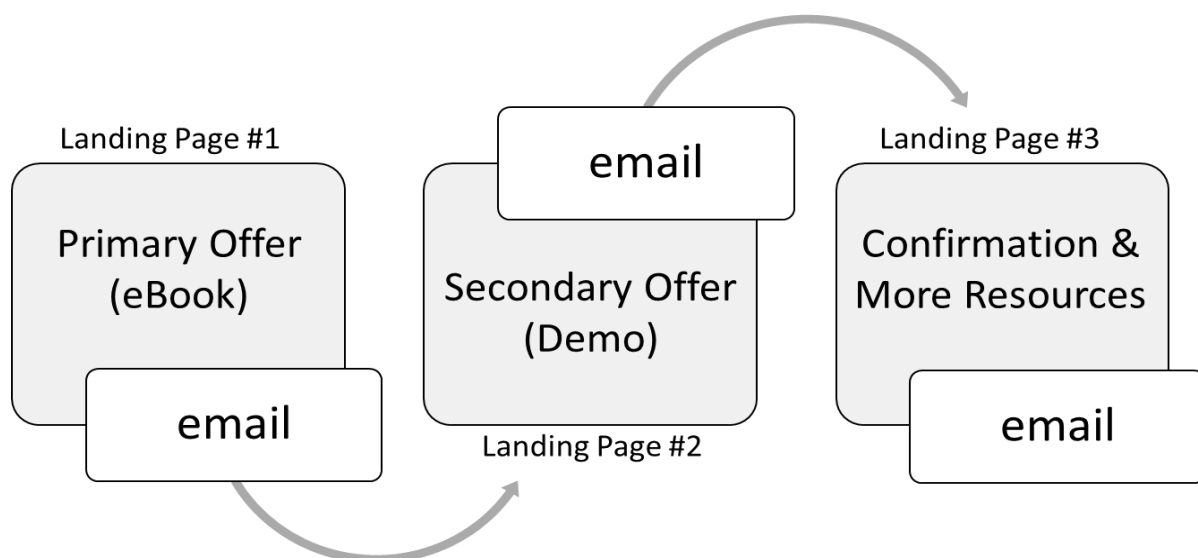 Landing Page #1
Primary Offer
(eBook)
email
email
Secondary Offer
(Demo)
Landing Page #2
Landing Page #3
Confirmation &
More Resources
email